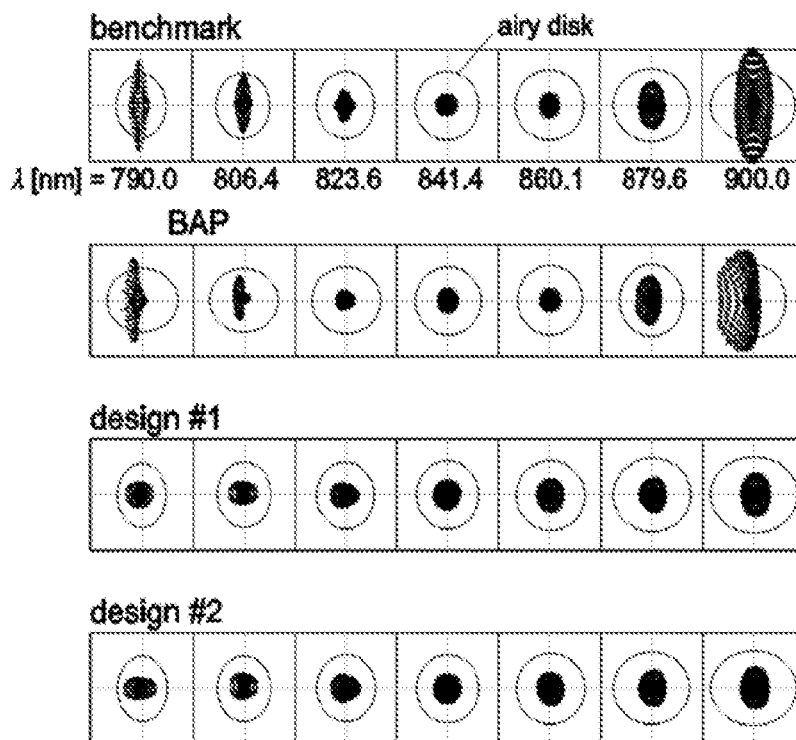 benchmark
airy disk
λ [nm] = 790.0 806.4 823.6 841.4 860.1 879.6 900.0
BAP
design #1
design #2